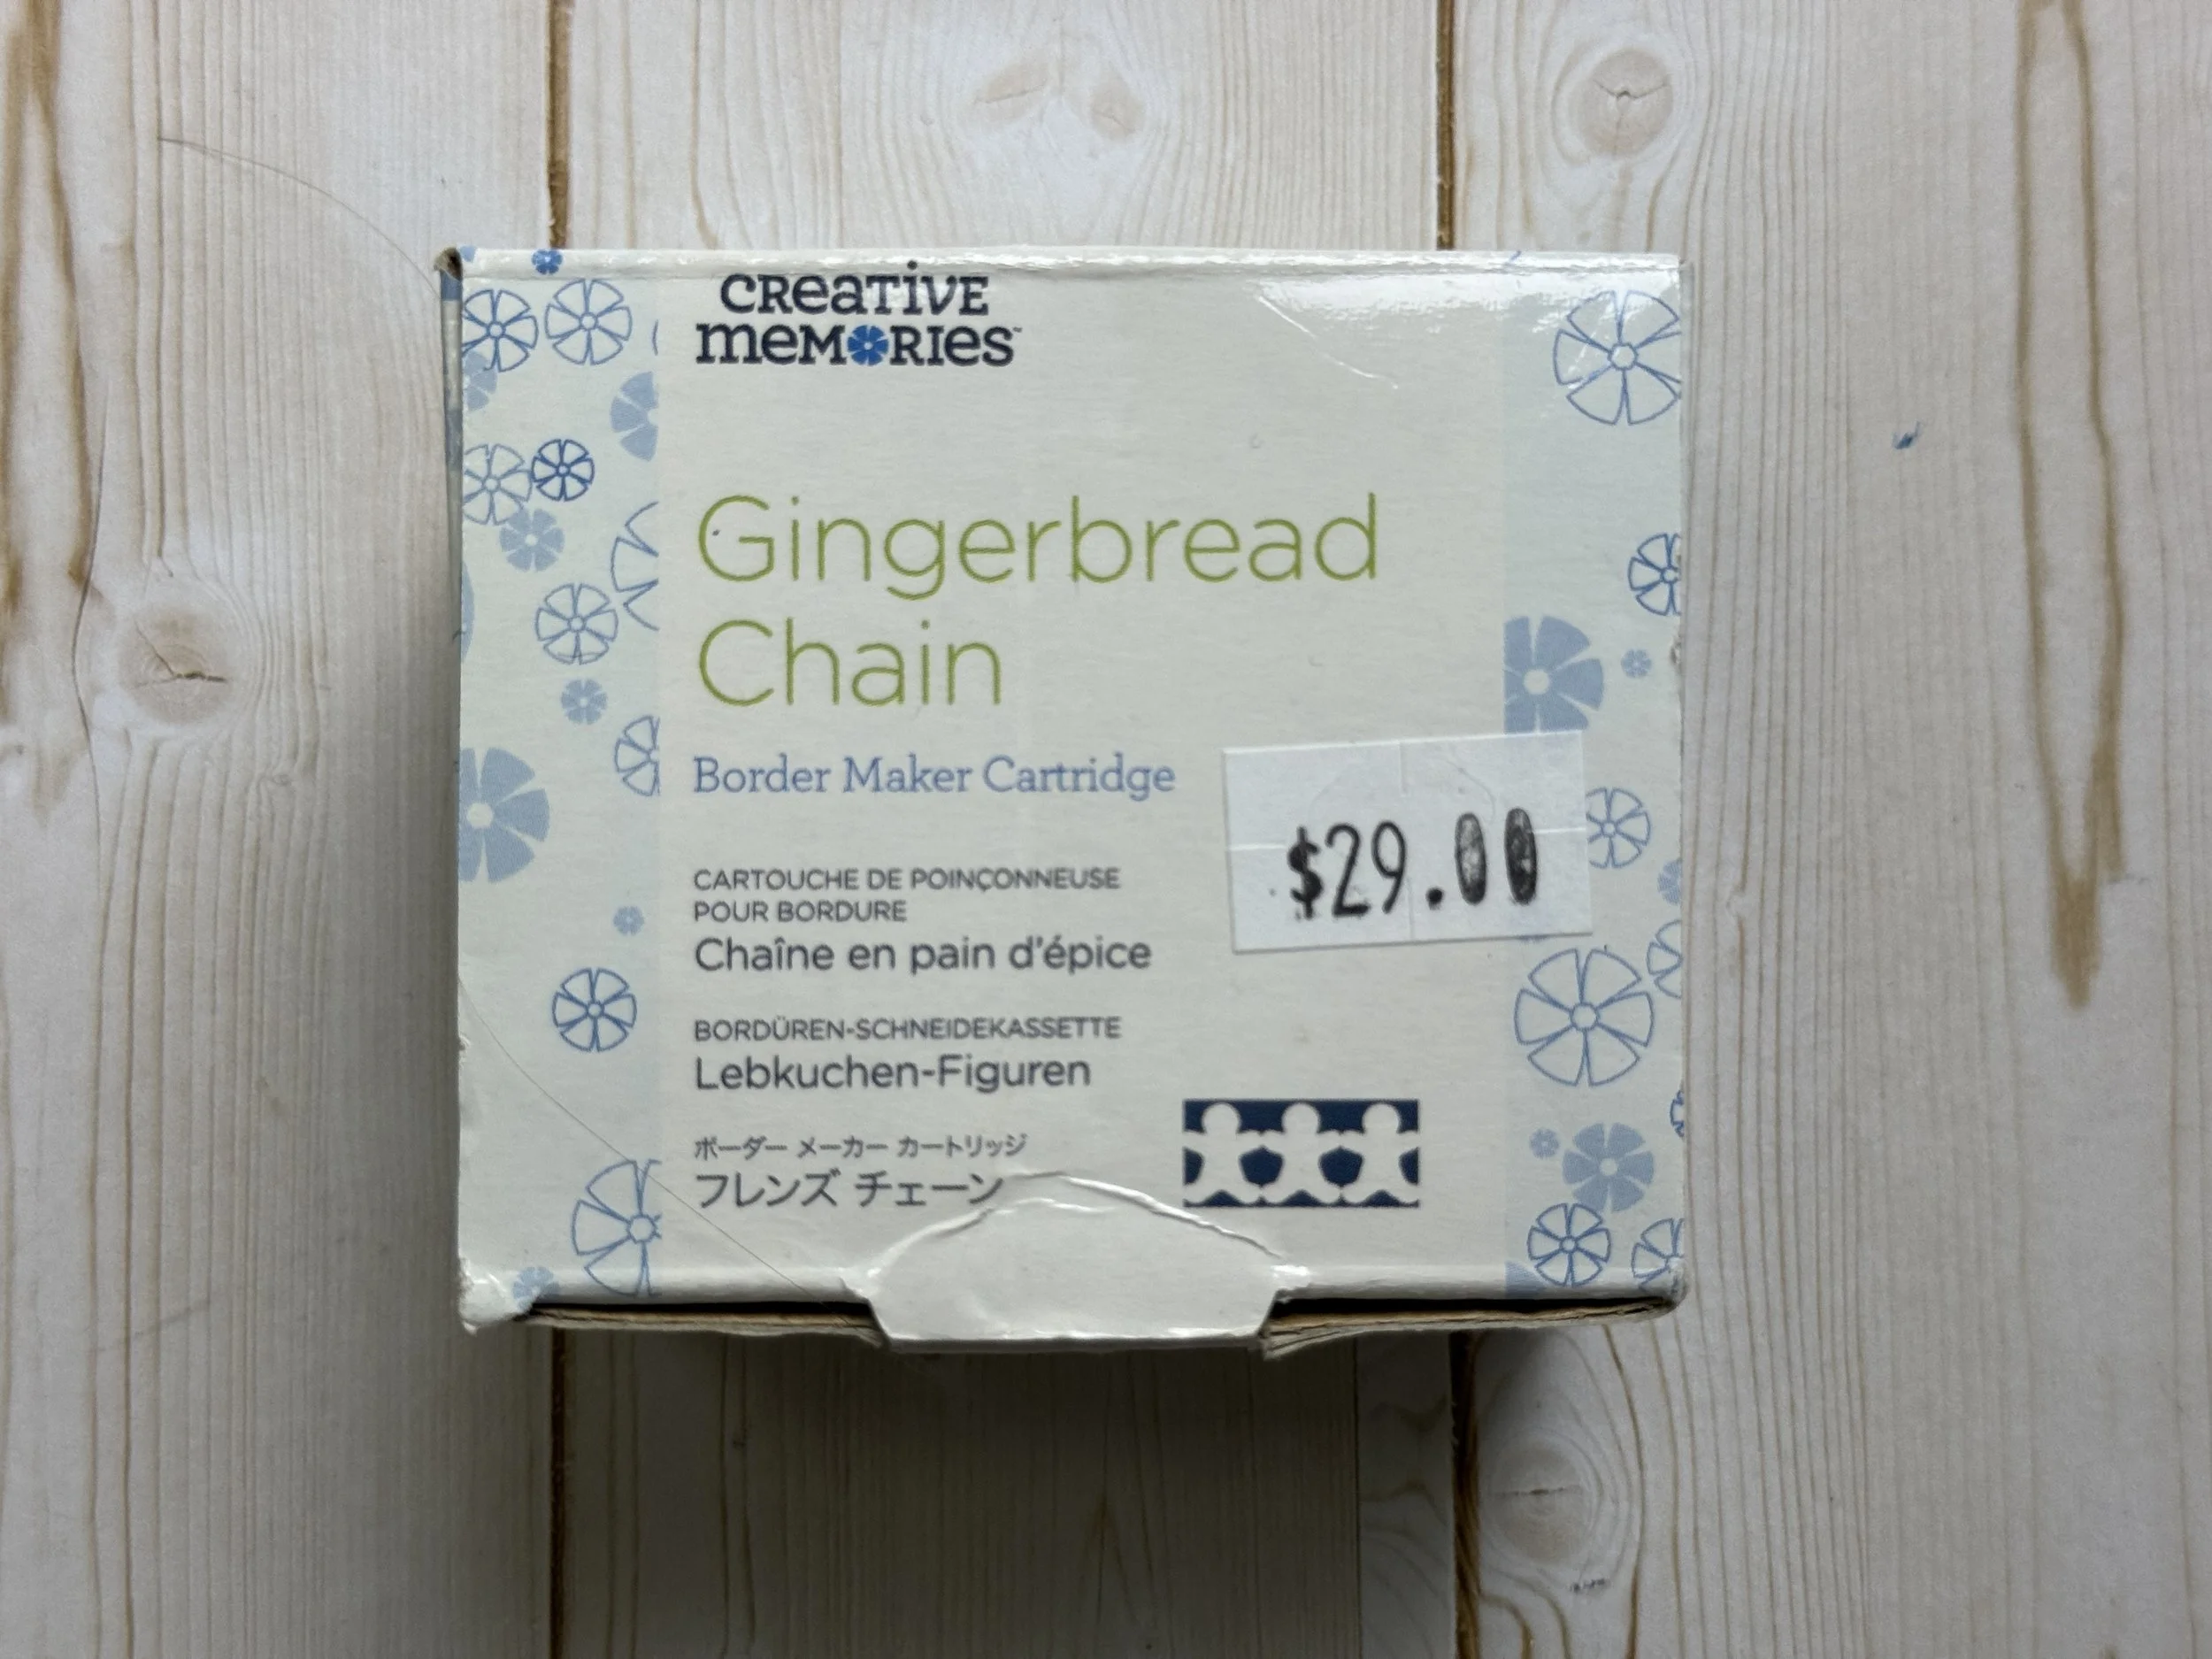 CReaTiVE
meMORIes™
Gingerbread
Chain
Border Maker Cartridge
$29.00
CARTOUCHE DE POINÇONNEUSE
POUR BORDURE
Chaîne en pain d'épice
BORDÜREN-SCHNEIDEKASSETTE
Lebkuchen-Figuren
ボーダー メーカー カートリッジ
フレンズ チェーン